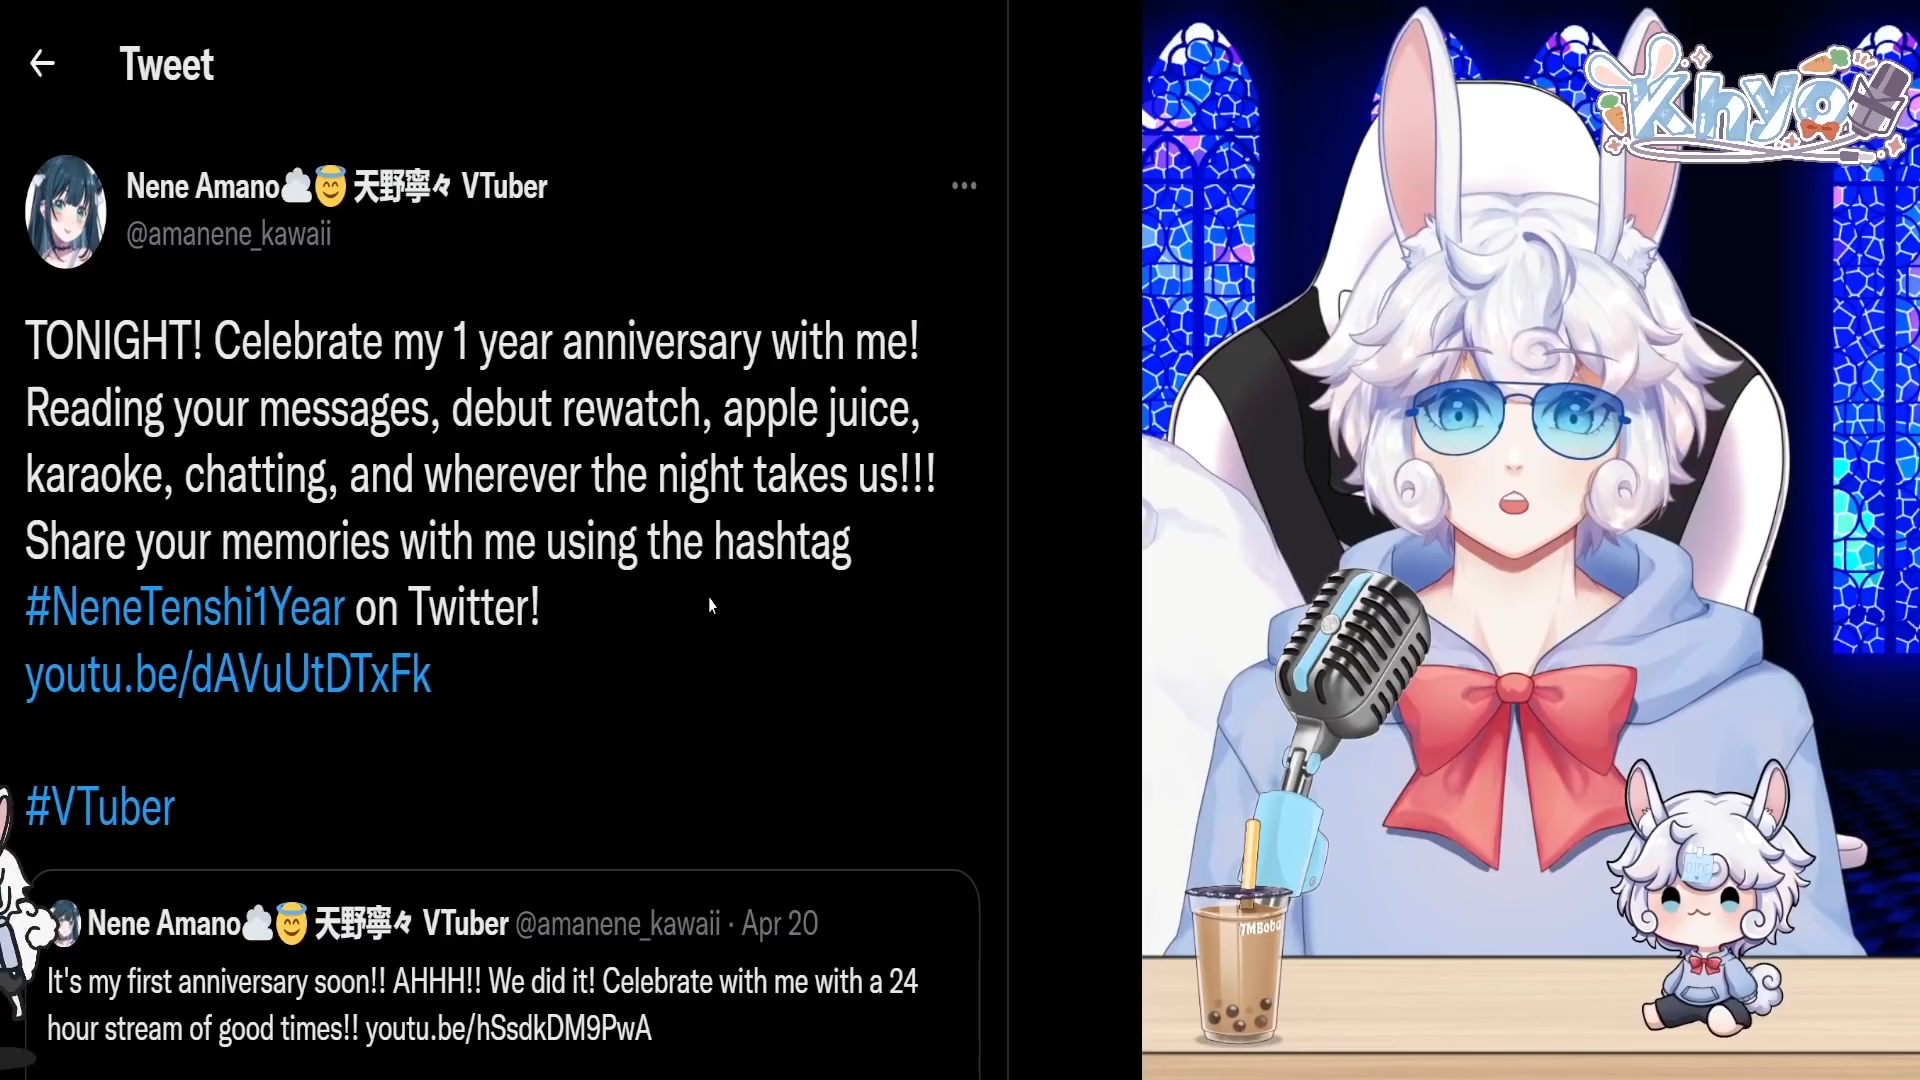 Tweet
Nene Amano☁️😇 天野寧々 VTuber
@amanene_kawaii
TONIGHT! Celebrate my 1 year anniversary with me!
Reading your messages, debut rewatch, apple juice,
karaoke, chatting, and wherever the night takes us!!!
Share your memories with me using the hashtag
#NeneTenshi1Year on Twitter!
youtu.be/dAVuUtDTxFk
#VTuber
Nene Amano☁️😇 天野寧々 VTuber @amanene_kawaii · Apr 20
It's my first anniversary soon!! AHHH!! We did it! Celebrate with me with a 24
hour stream of good times!! youtu.be/hSsdkDM9PwA
Khyo
7MBoba